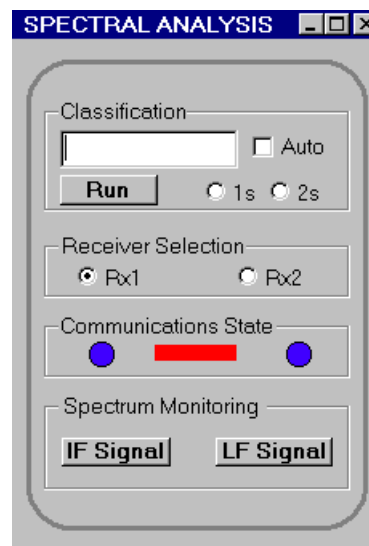 SPECTRAL ANALYSIS
Classification
Auto
Run 1s 2s
Receiver Selection
Rx1 Rx2
Communications State
Spectrum Monitoring
IF Signal LF Signal